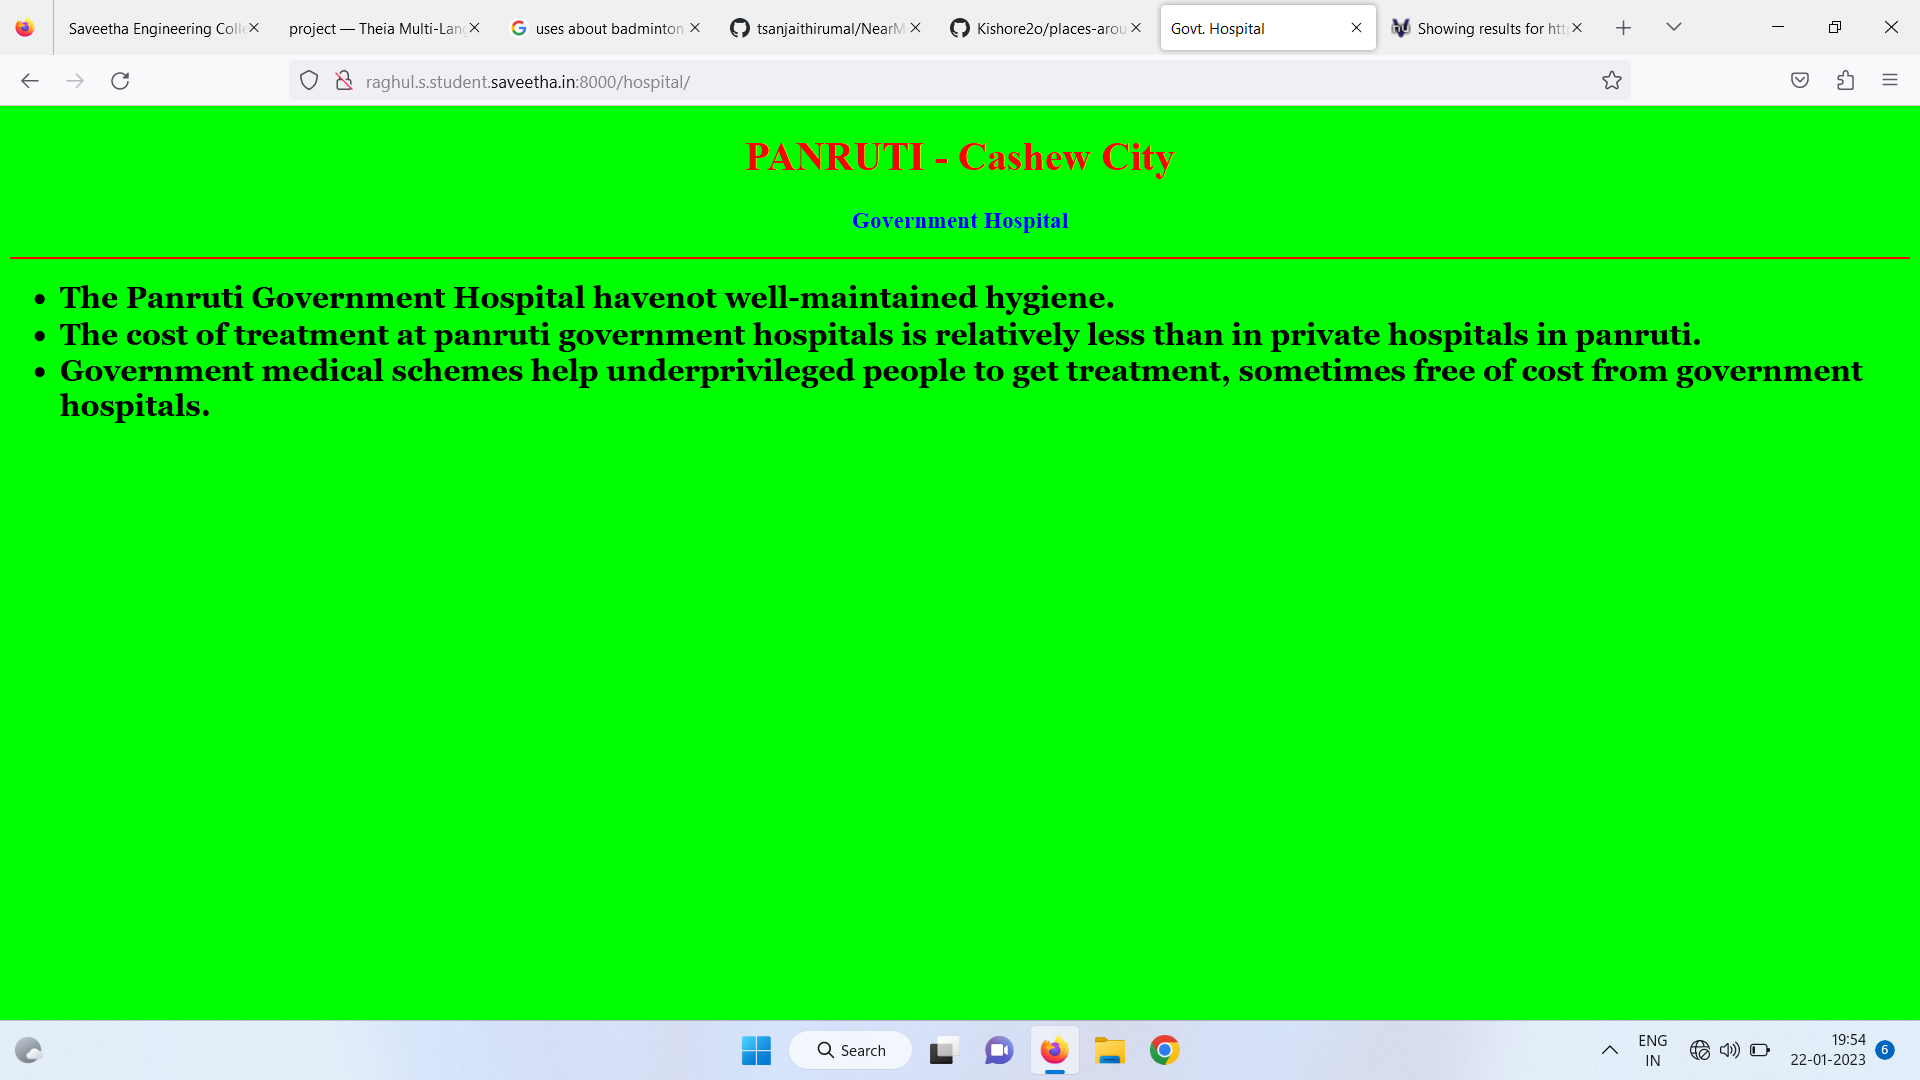 Saveetha Engineering Colle
project — Theia Multi-Lang
uses about badminton
tsanjaithirumal/NearM
Kishore2o/places-arou
Govt. Hospital
Showing results for htt
raghul.s.student.saveetha.in:8000/hospital/
PANRUTI - Cashew City
Government Hospital
• The Panruti Government Hospital havenot well-maintained hygiene.
• The cost of treatment at panruti government hospitals is relatively less than in private hospitals in panruti.
• Government medical schemes help underprivileged people to get treatment, sometimes free of cost from government
hospitals.
Search
ENG
IN
19:54
22-01-2023
6